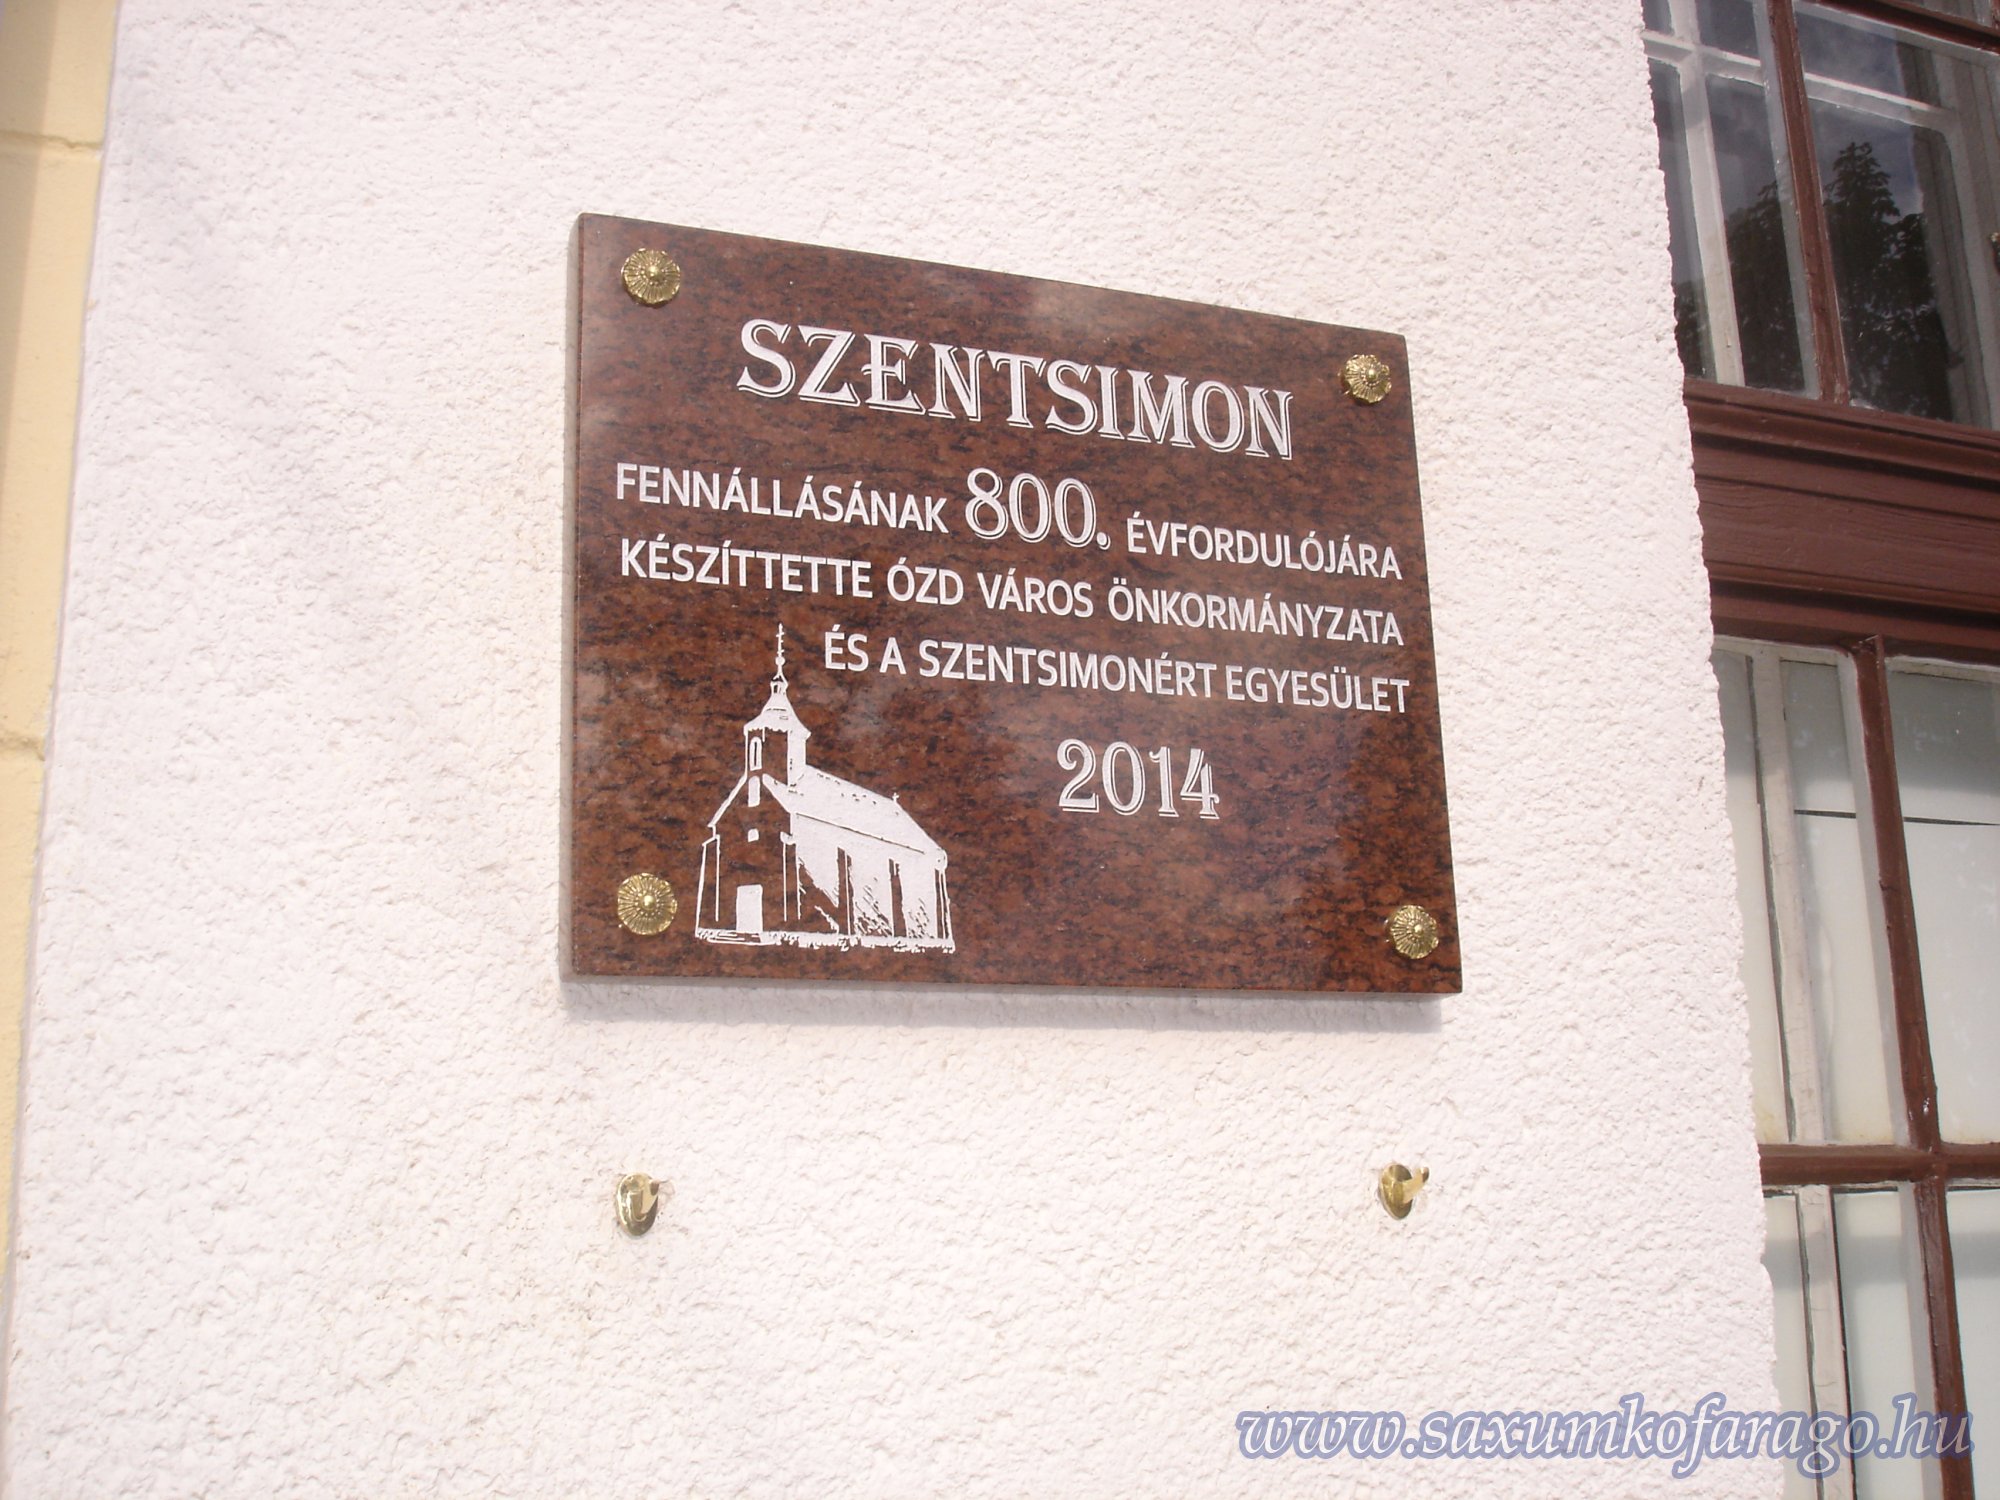 SZENTSIMON
FENNÁLLÁSÁNAK 800. ÉVFORDULÓJÁRA
KÉSZÍTTETTE ÓZD VÁROS ÖNKORMÁNYZATA
ÉS A SZENTSIMONÉRT EGYESÜLET
2014
www.saxumkofarago.hu